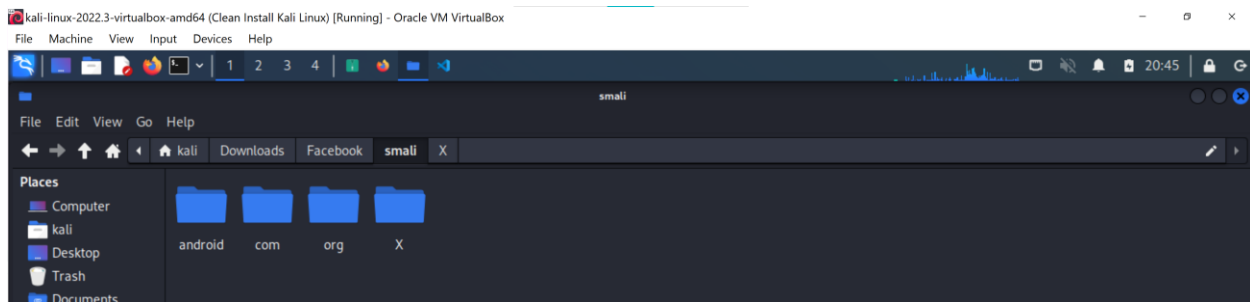 kali-linux-2022.3-virtualbox-amd64 (Clean Install Kali Linux) [Running] - Oracle VM VirtualBox
File Machine View Input Devices Help
1 2 3 4 20:45
smali
File Edit View Go Help
kali Downloads Facebook smali X
Places
Computer
kali
Desktop
Trash
Documents
android com org X